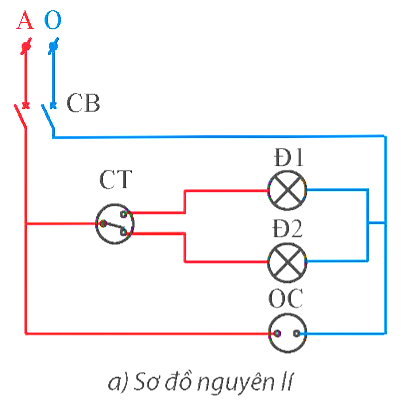 A O
CB
Đ1
CT
Đ2
OC
a) Sơ đồ nguyên lí